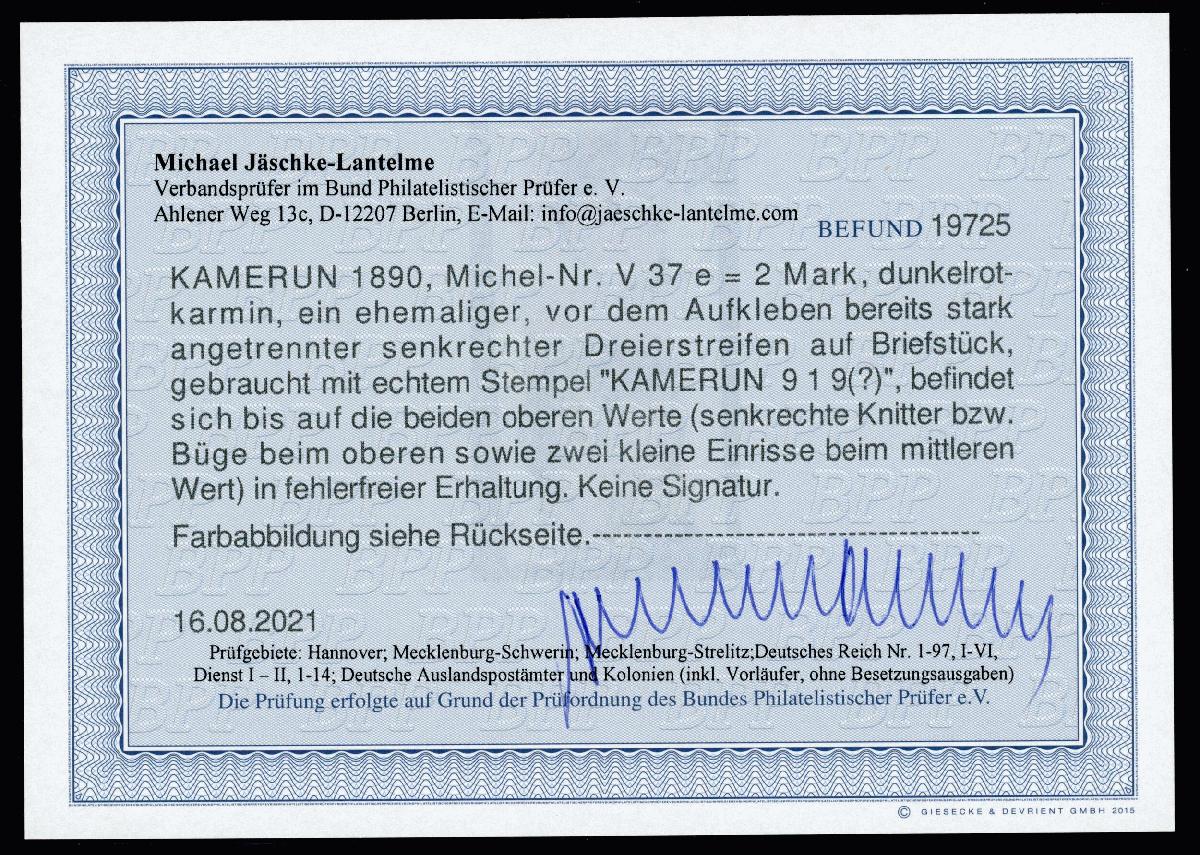 Michael Jäschke-Lantelme
Verbandsprüfer im Bund Philatelistischer Prüfer e. V.
Ahlener Weg 13c, D-12207 Berlin, E-Mail: info@jaeschke-lantelme.com
BEFUND 19725
KAMERUN 1890, Michel-Nr. V 37 e = 2 Mark, dunkelrot-
karmin, ein ehemaliger, vor dem Aufkleben bereits stark
angetrennter senkrechter Dreierstreifen auf Briefstück,
gebraucht mit echtem Stempel "KAMERUN 9 1 9(?)", befindet
sich bis auf die beiden oberen Werte (senkrechte Knitter bzw.
Büge beim oberen sowie zwei kleine Einrisse beim mittleren
Wert) in fehlerfreier Erhaltung. Keine Signatur.
Farbabbildung siehe Rückseite.------------------------------------
16.08.2021
Prüfgebiete: Hannover; Mecklenburg-Schwerin; Mecklenburg-Strelitz;Deutsches Reich Nr. 1-97, I-VI,
Dienst I – II, 1-14; Deutsche Auslandspostämter und Kolonien (inkl. Vorläufer, ohne Besetzungsausgaben)
Die Prüfung erfolgte auf Grund der Prüfordnung des Bundes Philatelistischer Prüfer e.V.
© GIESECKE & DEVRIENT GMBH 2015